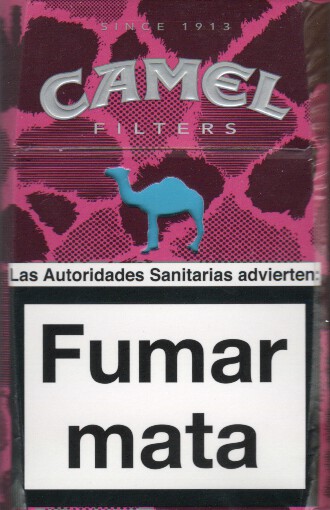 SINCE 1913
CAMEL
FILTERS
Las Autoridades Sanitarias advierten:
Fumar
mata